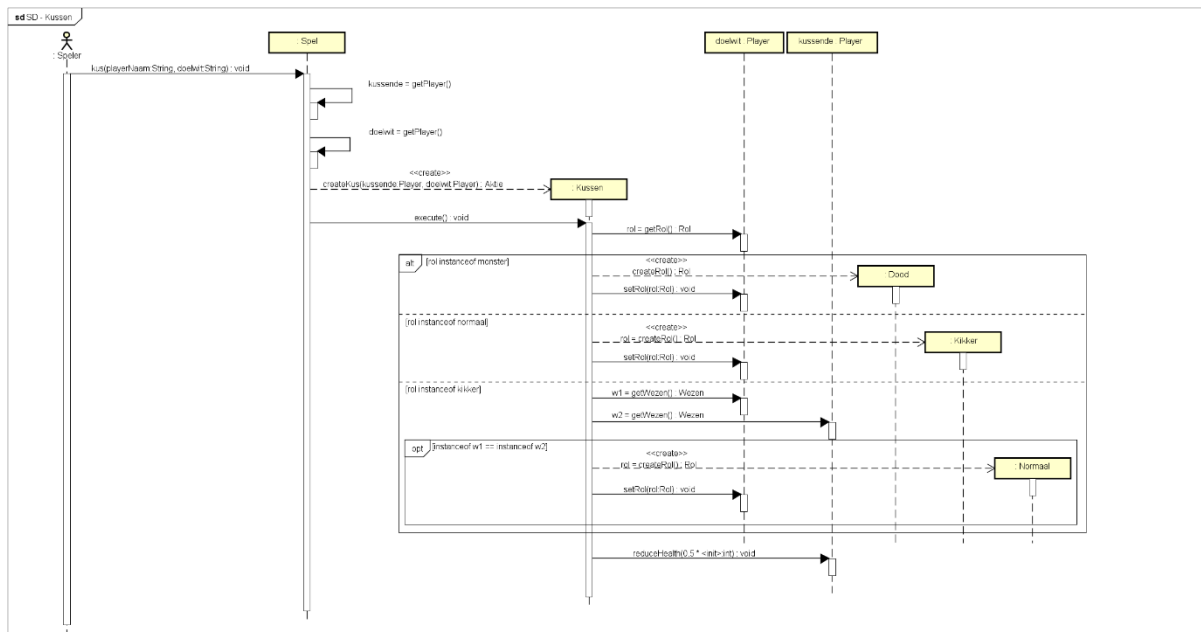 sd SD - Kussen
: Speler
: Spel
doelwit : Player
kussende : Player
kus(playerNaam:String, doelwit:String) : void
kussende = getPlayer()
doelwit = getPlayer()
<<create>>
createKus(kussende:Player, doelwit:Player) : Aktie
: Kussen
execute() : void
rol = getRol() : Rol
alt
[rol instanceof monster]
<<create>>
createRol() : Rol
: Dood
setRol(rol:Rol) : void
[rol instanceof normaal]
<<create>>
rol = createRol() : Rol
: Kikker
setRol(rol:Rol) : void
[rol instanceof kikker]
w1 = getWezen() : Wezen
w2 = getWezen() : Wezen
opt
[instanceof w1 == instanceof w2]
<<create>>
rol = createRol() : Rol
: Normaal
setRol(rol:Rol) : void
reduceHealth(0,5 * <init>:int) : void